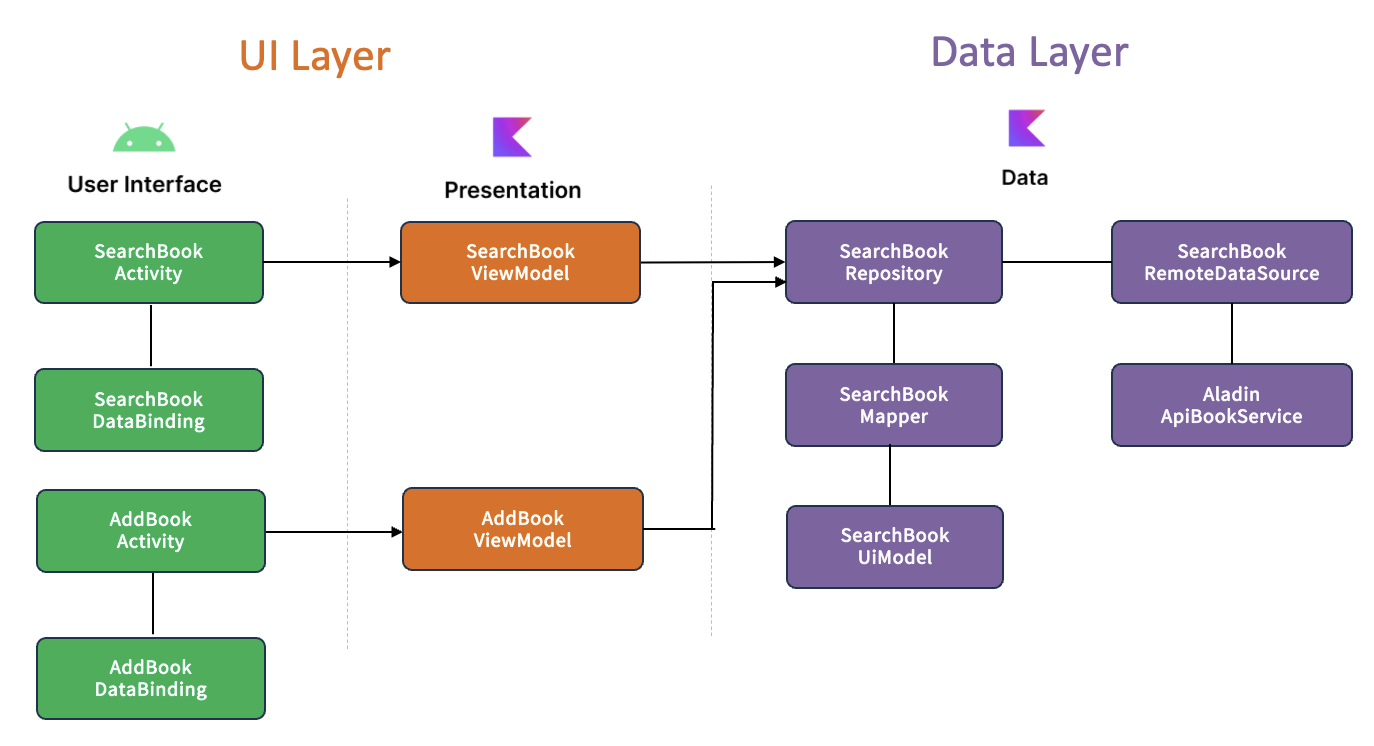 UI Layer
Data Layer
User Interface
Presentation
Data
SearchBook
Activity
SearchBook
ViewModel
SearchBook
Repository
SearchBook
RemoteDataSource
SearchBook
DataBinding
SearchBook
Mapper
Aladin
ApiBookService
AddBook
Activity
AddBook
ViewModel
SearchBook
UiModel
AddBook
DataBinding